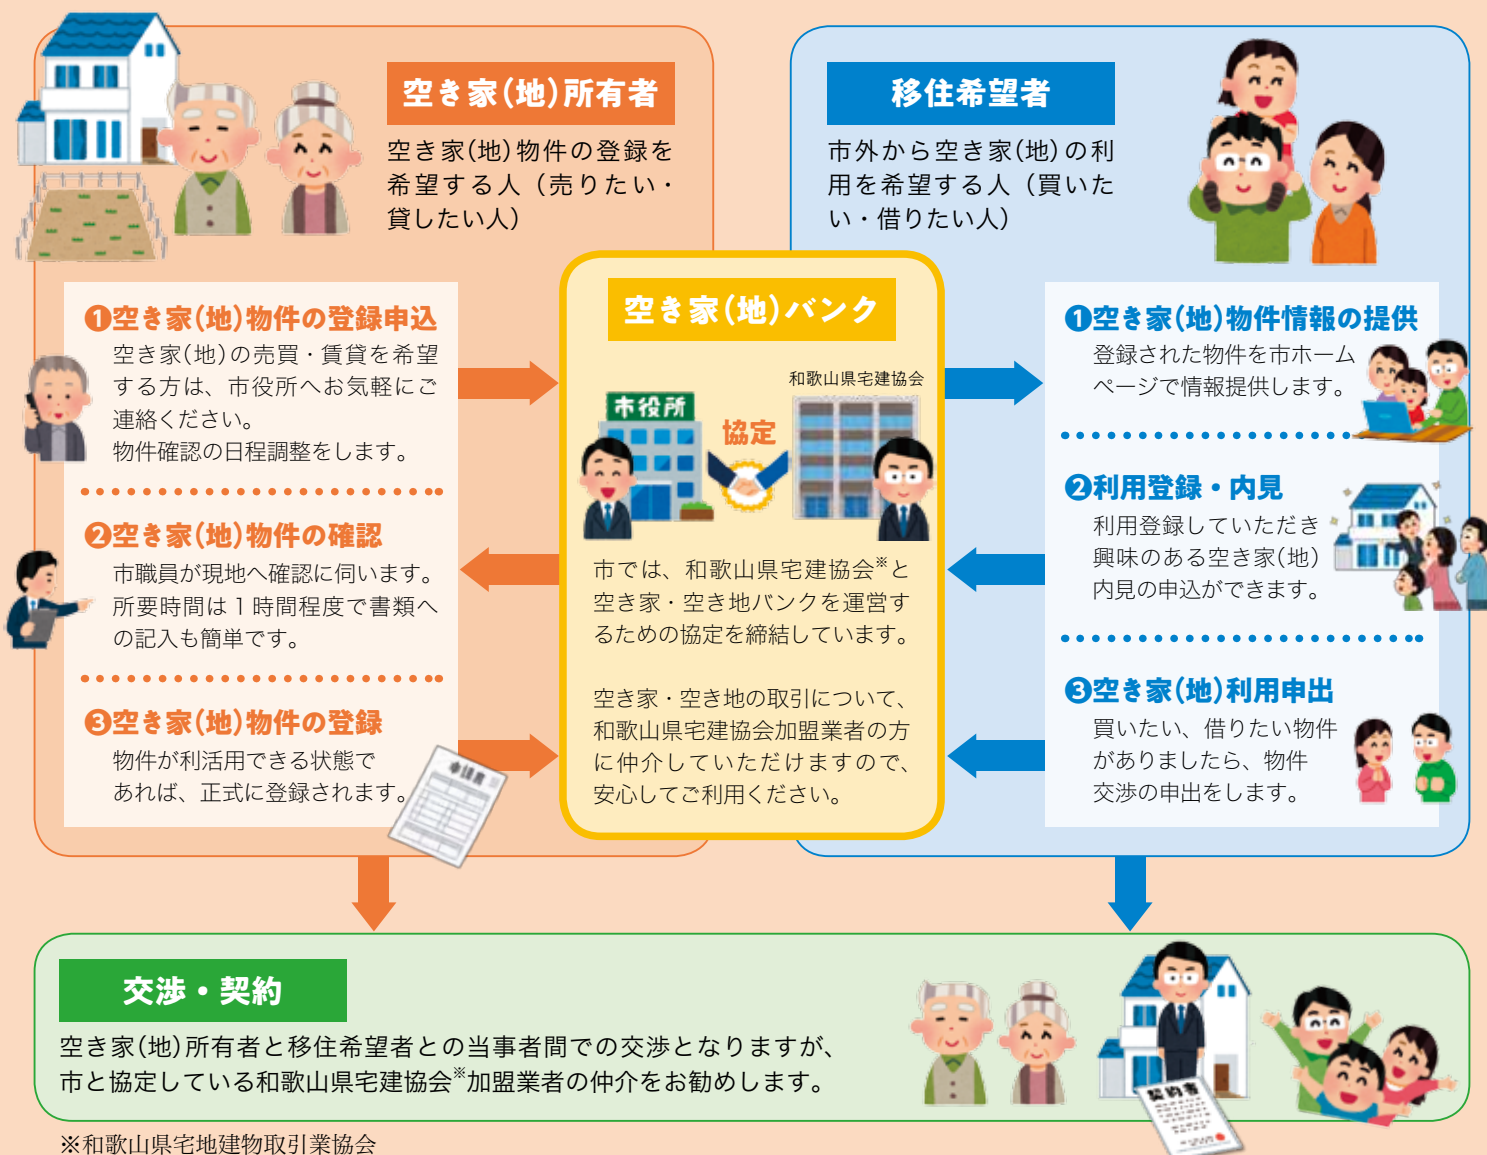 空き家(地)所有者
空き家(地)物件の登録を
希望する人（売りたい・
貸したい人）
❶空き家(地)物件の登録申込
空き家(地)の売買・賃貸を希望
する方は、市役所へお気軽にご
連絡ください。
物件確認の日程調整をします。
❷空き家(地)物件の確認
市職員が現地へ確認に伺います。
所要時間は１時間程度で書類へ
の記入も簡単です。
❸空き家(地)物件の登録
物件が利活用できる状態で
あれば、正式に登録されます。
申請書
空き家(地)バンク
和歌山県宅建協会
市役所
協定
市では、和歌山県宅建協会※と
空き家・空き地バンクを運営す
るための協定を締結しています。
空き家・空き地の取引について、
和歌山県宅建協会加盟業者の方
に仲介していただけますので、
安心してご利用ください。
移住希望者
市外から空き家(地)の利
用を希望する人（買いた
い・借りたい人）
❶空き家(地)物件情報の提供
登録された物件を市ホーム
ページで情報提供します。
❷利用登録・内見
利用登録していただき
興味のある空き家(地)
内見の申込ができます。
❸空き家(地)利用申出
買いたい、借りたい物件
がありましたら、物件
交渉の申出をします。
交渉・契約
空き家(地)所有者と移住希望者との当事者間での交渉となりますが、
市と協定している和歌山県宅建協会※加盟業者の仲介をお勧めします。
契約書
※和歌山県宅地建物取引業協会